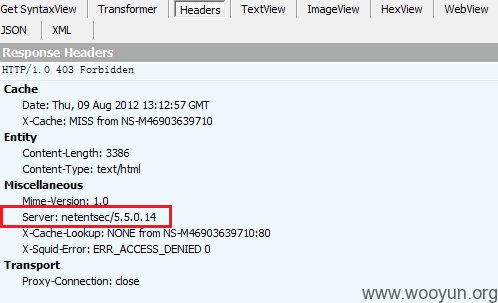 Get SyntaxView Transformer Headers TextView ImageView HexView WebView
JSON XML
Response Headers
HTTP/1.0 403 Forbidden
Cache
Date: Thu, 09 Aug 2012 13:12:57 GMT
X-Cache: MISS from NS-M46903639710
Entity
Content-Length: 3386
Content-Type: text/html
Miscellaneous
Mime-Version: 1.0
Server: netentsec/5.5.0.14
X-Cache-Lookup: NONE from NS-M46903639710:80
X-Squid-Error: ERR_ACCESS_DENIED 0
Transport
Proxy-Connection: close
www.wooyun.org